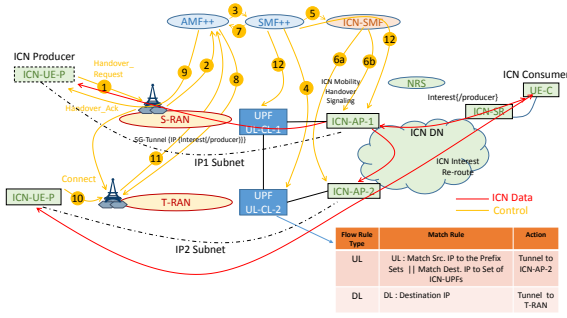 AMF++
3
SMF++
5
ICN-SMF
7
ICN Producer
ICN-UE-P
Handover_
Request
1
9
2
8
12
4
6a
6b
12
ICN Mobility
Handover
Signaling
NRS
ICN Consumer
UE-C
Interest{/producer}
ICN-SR
Handover_Ack
S-RAN
UPF
UL-CL-1
ICN-AP-1
ICN DN
5G-Tunnel {IP {Interest{/producer}}}
11
IP1 Subnet
ICN Interest
Re-route
Connect
ICN-UE-P
10
T-RAN
UPF
UL-CL-2
ICN-AP-2
ICN Data
Control
IP2 Subnet
Flow Rule Type
Match Rule
Action
UL
UL : Match Src. IP to the Prefix
Sets || Match Dest. IP to Set of
ICN-UPFs
Tunnel to
ICN-AP-2
DL
DL : Destination IP
Tunnel to
T-RAN